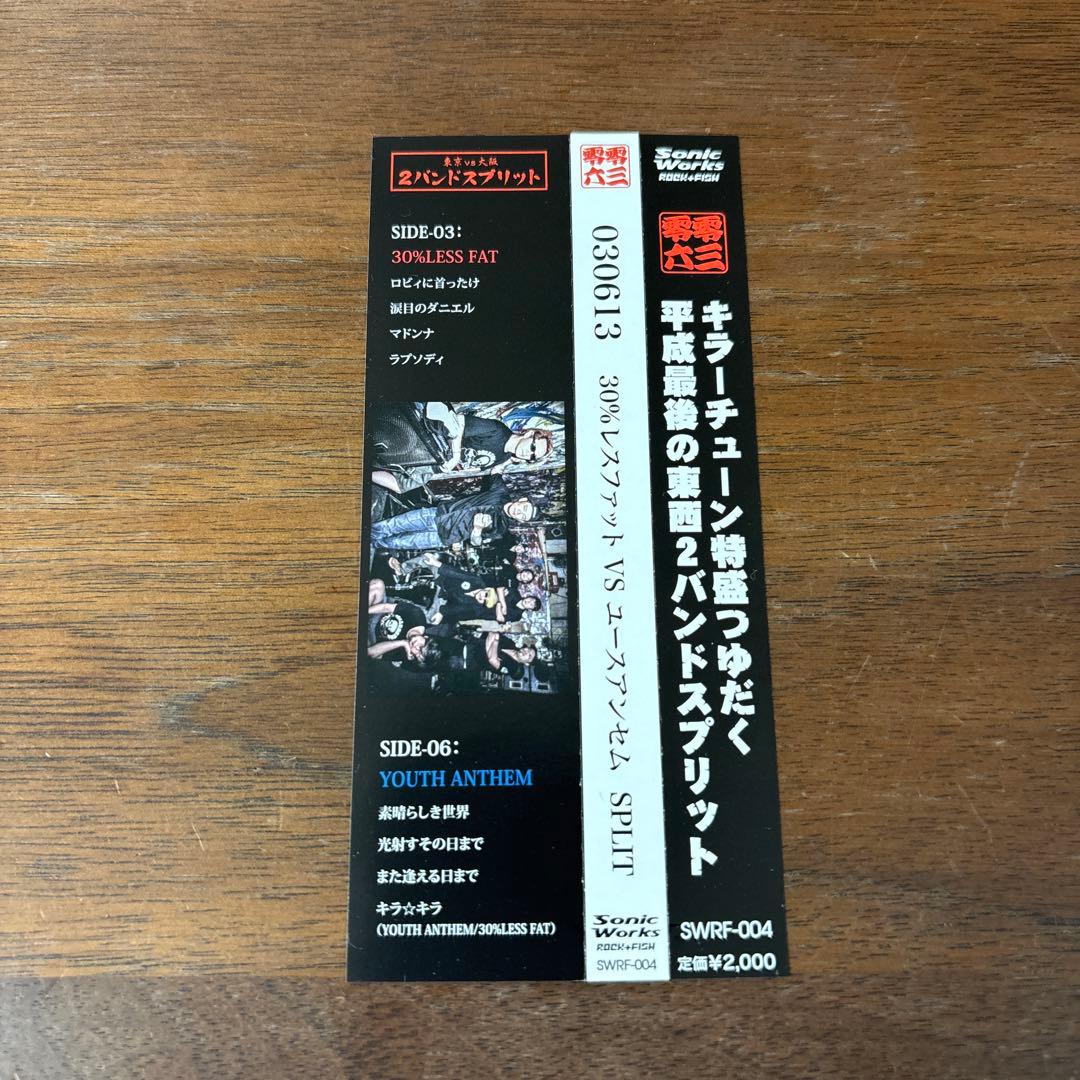 東京vs大阪
2バンドスプリット
SIDE-03:
30%LESS FAT
ロビィに首ったけ
涙目のダニエル
マドンナ
ラプソディ
SIDE-06:
YOUTH ANTHEM
素晴らしき世界
光射すその日まで
また逢える日まで
キラ☆キラ
(YOUTH ANTHEM/30%LESS FAT)
零三
零六
030613 30%レスファット VS ユースアンセム SPLIT
Sonic
Works
ROCK+FISH
SWRF-004
Sonic
Works
ROCK+FISH
零三
零六
キラーチューン特盛つゆだく
平成最後の東西2バンドスプリット
SWRF-004
定価¥2,000